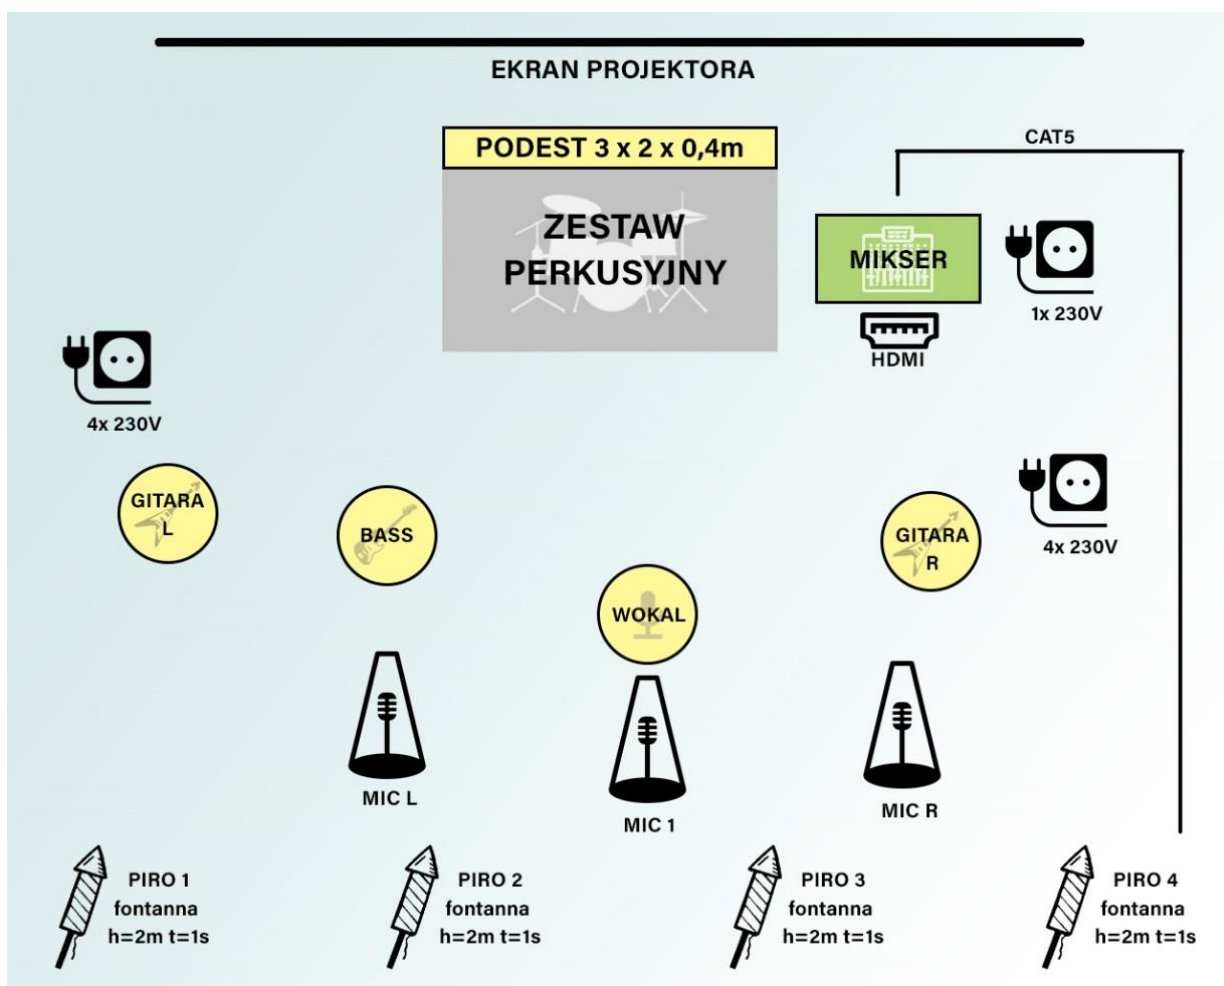 EKRAN PROJEKTORA
PODEST 3 x 2 x 0,4m
CAT5
ZESTAW
PERKUSYJNY
MIKSER
1x 230V
HDMI
4x 230V
GITARA
L
BASS
GITARA
R
4x 230V
WOKAL
MIC L
MIC 1
MIC R
PIRO 1
fontanna
h=2m t=1s
PIRO 2
fontanna
h=2m t=1s
PIRO 3
fontanna
h=2m t=1s
PIRO 4
fontanna
h=2m t=1s